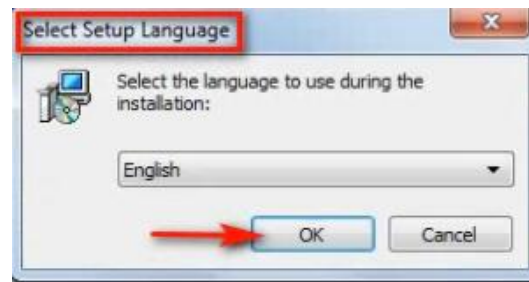 Select Setup Language
Select the language to use during the
installation:
English
OK
Cancel